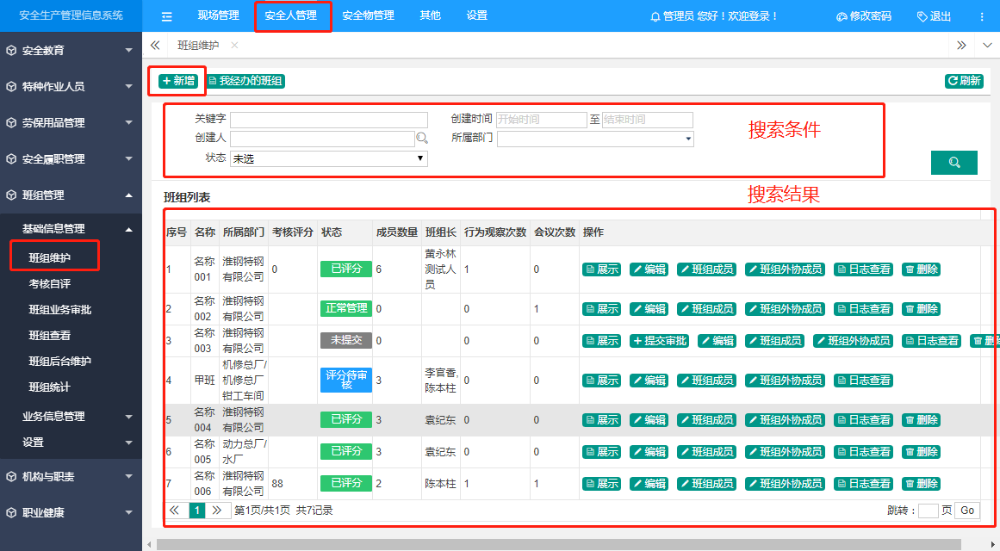 安全生产管理信息系统
现场管理 安全人管理 安全物管理 其他 设置
管理员 您好！欢迎登录！ 修改密码 退出
安全教育
特种作业人员
劳保用品管理
安全履职管理
班组管理
基础信息管理
班组维护
考核自评
班组业务审批
班组查看
班组后台维护
班组统计
业务信息管理
设置
机构与职责
职业健康
班组维护
新增 我经办的班组 刷新
关键字 创建时间 开始时间 至 结束时间
创建人 所属部门
状态 未选
搜索条件
搜索结果
班组列表
序号 名称 所属部门 考核评分 状态 成员数量 班组长 行为观察次数 会议次数 操作
1 名称001 淮钢特钢有限公司 0 已评分 6 黄永林测试人员 1 0 展示 编辑 班组成员 班组外协成员 日志查看 删除
2 名称002 淮钢特钢有限公司 正常管理 0 0 1 展示 编辑 班组成员 班组外协成员 日志查看 删除
3 名称003 淮钢特钢有限公司 未提交 0 0 0 展示 提交审批 编辑 班组成员 班组外协成员 日志查看 删
4 甲班 机修总厂/机修总厂钳工车间 评分待审核 3 李官香,陈本柱 0 0 展示 编辑 班组成员 班组外协成员 日志查看
5 名称004 淮钢特钢有限公司 已评分 3 袁纪东 0 0 展示 编辑 班组成员 班组外协成员 日志查看 删除
6 名称005 动力总厂/水厂 已评分 3 袁纪东 0 0 展示 编辑 班组成员 班组外协成员 日志查看 删除
7 名称006 淮钢特钢有限公司 88 已评分 2 陈本柱 1 1 展示 编辑 班组成员 班组外协成员 日志查看 删除
1 第1页/共1页 共7记录 跳转： 页 Go